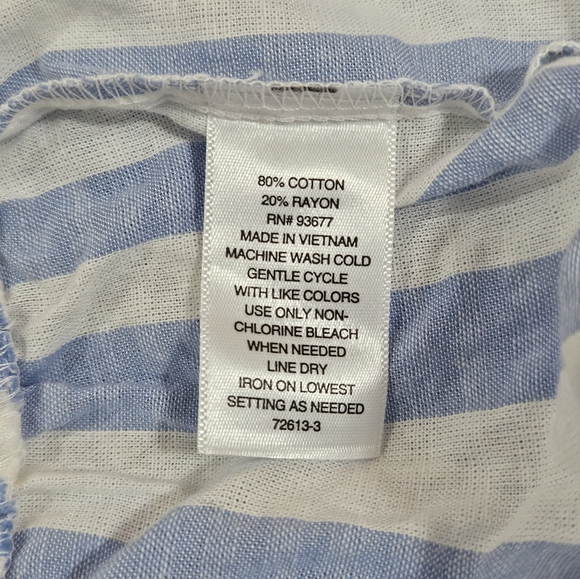 80% COTTON
20% RAYON
RN# 93677
MADE IN VIETNAM
MACHINE WASH COLD
GENTLE CYCLE
WITH LIKE COLORS
USE ONLY NON-
CHLORINE BLEACH
WHEN NEEDED
LINE DRY
IRON ON LOWEST
SETTING AS NEEDED
72613-3